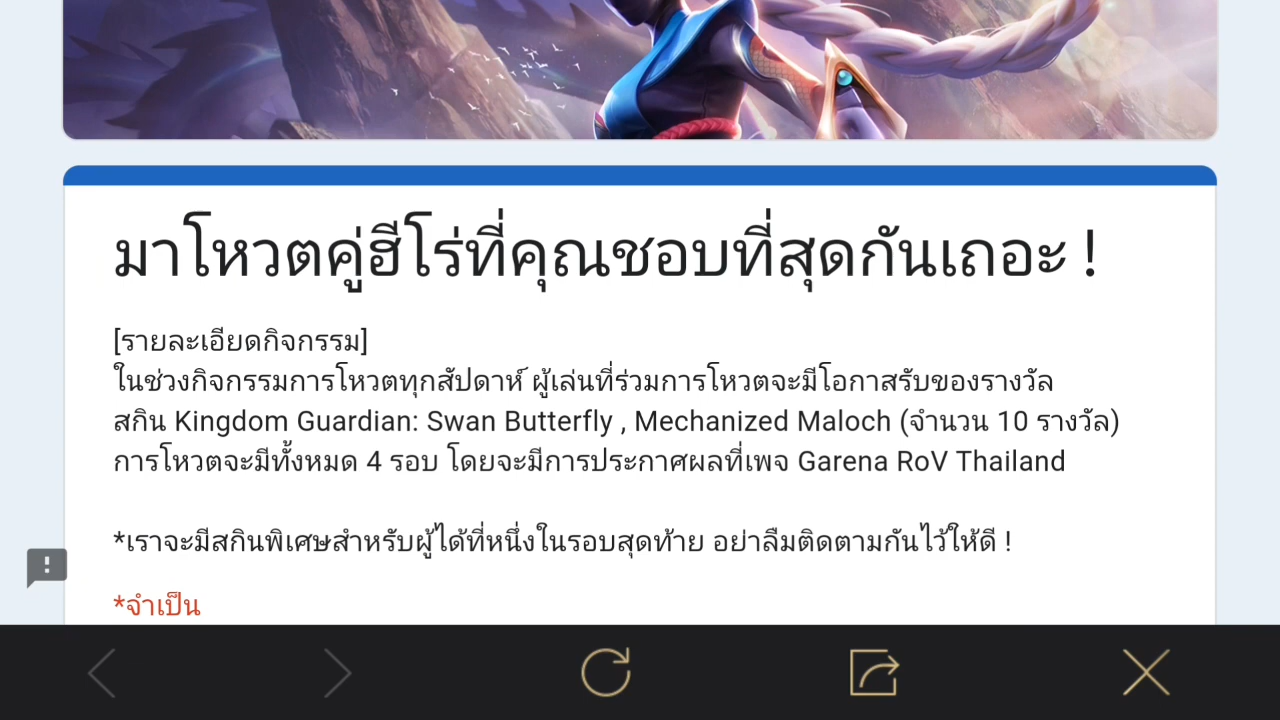 มาโหวตคู่ฮีโร่ที่คุณชอบที่สุดกันเถอะ !
[รายละเอียดกิจกรรม]
ในช่วงกิจกรรมการโหวตทุกสัปดาห์ ผู้เล่นที่ร่วมการโหวตจะมีโอกาสรับของรางวัล
สกิน Kingdom Guardian: Swan Butterfly , Mechanized Maloch (จำนวน 10 รางวัล)
การโหวตจะมีทั้งหมด 4 รอบ โดยจะมีการประกาศผลที่เพจ Garena RoV Thailand
*เราจะมีสกินพิเศษสำหรับผู้ได้ที่หนึ่งในรอบสุดท้าย อย่าลืมติดตามกันไว้ให้ดี !
*จำเป็น